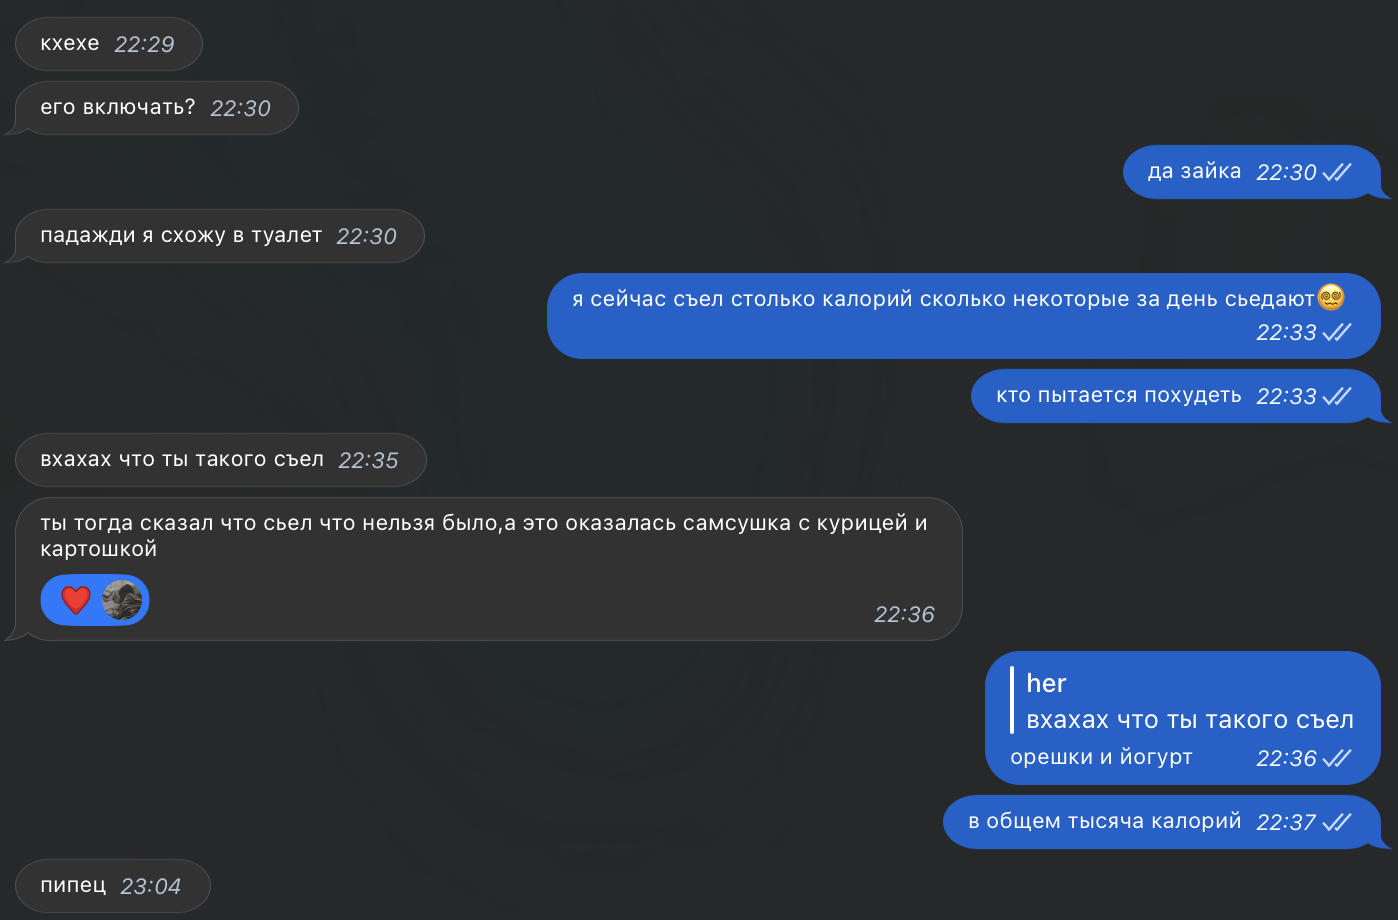 кхехе 22:29
его включать? 22:30
да зайка 22:30
падажди я схожу в туалет 22:30
я сейчас съел столько калорий сколько некоторые за день сьедают😵‍💫
22:33
кто пытается похудеть 22:33
вхахах что ты такого съел 22:35
ты тогда сказал что сьел что нельзя было,а это оказалась самсушка с курицей и
картошкой
22:36
her
вхахах что ты такого съел
орешки и йогурт 22:36
в общем тысяча калорий 22:37
пипец 23:04